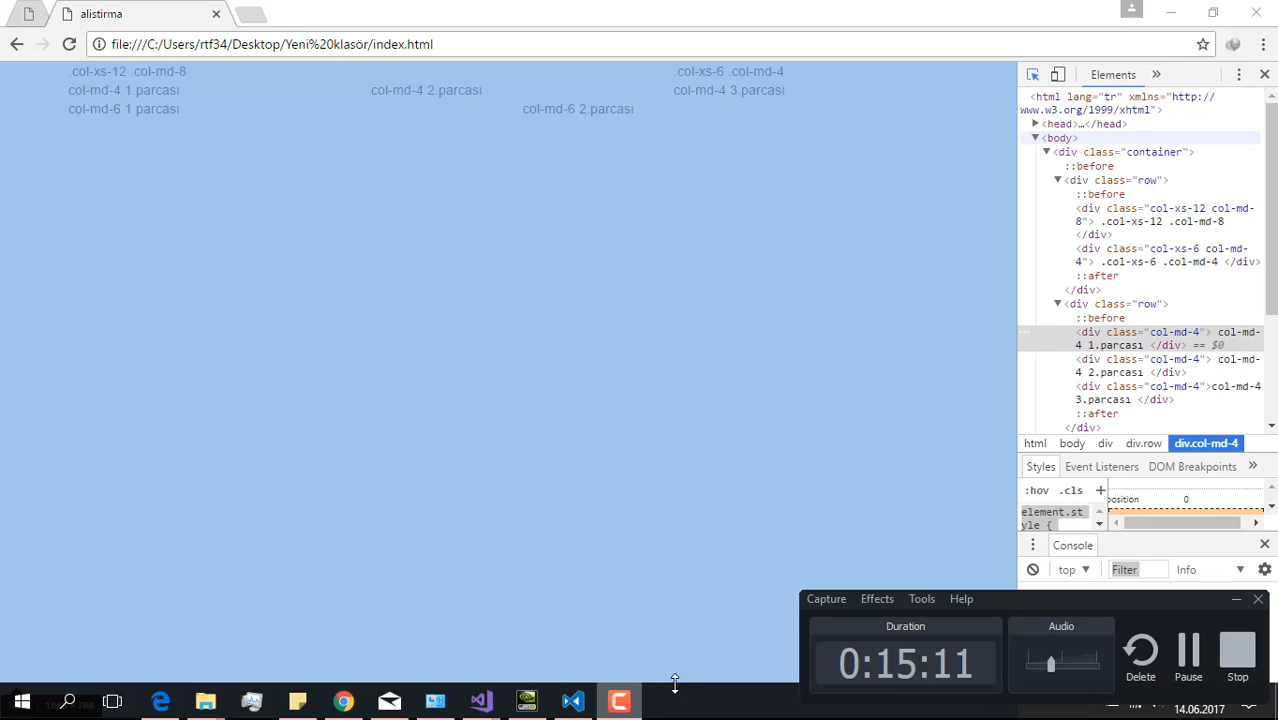 alistirma
file:///C:/Users/rtf34/Desktop/Yeni%20klasör/index.html
.col-xs-12 .col-md-8
.col-xs-6 .col-md-4
col-md-4 1.parcası
col-md-4 2.parcası
col-md-4 3.parcası
col-md-6 1 parcası
col-md-6 2.parcası
Elements
<html lang="tr" xmlns="http://
www.w3.org/1999/xhtml">
<head>…</head>
<body>
<div class="container">
::before
<div class="row">
::before
<div class="col-xs-12 col-md-
8"> .col-xs-12 .col-md-8
</div>
<div class="col-xs-6 col-md-
4"> .col-xs-6 .col-md-4 </div>
::after
</div>
<div class="row">
::before
<div class="col-md-4"> col-md-
4 1.parcası </div> == $0
<div class="col-md-4"> col-md-
4 2.parcası </div>
<div class="col-md-4">col-md-4
3.parcası </div>
::after
</div>
html body div div.row div.col-md-4
Styles Event Listeners DOM Breakpoints
:hov .cls +
position 0
element.st
yle {
Console
top Filter Info
Capture Effects Tools Help
Duration
Audio
0:15:11
Delete Pause Stop
14.06.2017